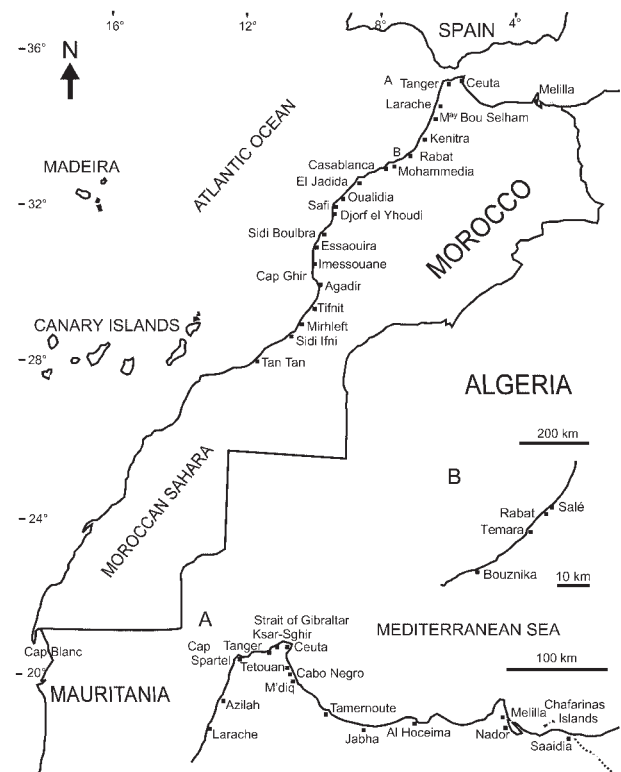 16°
12°
8°
4°
36°
N
SPAIN
A
Tanger
Ceuta
Melilla
Larache
May Bou Selham
Kenitra
ATLANTIC OCEAN
B
Rabat
Casablanca
Mohammedia
MADEIRA
El Jadida
Oualidia
32°
Safi
Djorf el Yhoudi
MOROCCO
Sidi Boulbra
Essaouira
Imessouane
Cap Ghir
Agadir
Tifnit
CANARY ISLANDS
Mirhleft
Sidi Ifni
28°
Tan Tan
ALGERIA
200 km
B
MOROCCAN SAHARA
Salé
Rabat
24°
Temara
Bouznika
10 km
A
Strait of Gibraltar
Ksar-Sghir
MEDITERRANEAN SEA
Cap Blanc
Cap
Spartel
Tanger
Ceuta
20°
Tetouan
Cabo Negro
100 km
MAURITANIA
M'diq
Azilah
Tamernoute
Melilla
Chafarinas
Islands
Larache
Jabha
Al Hoceima
Nador
Saaidia